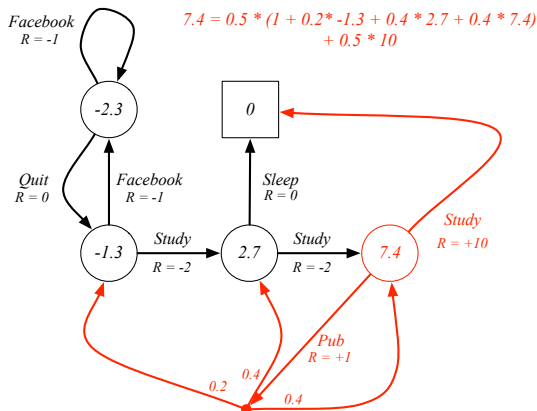 Facebook
R = -1
7.4 = 0.5 * (1 + 0.2* -1.3 + 0.4 * 2.7 + 0.4 * 7.4)
+ 0.5 * 10
-2.3
0
Quit
R = 0
Facebook
R = -1
Sleep
R = 0
Study
R = +10
-1.3
Study
R = -2
2.7
Study
R = -2
7.4
Pub
R = +1
0.2
0.4
0.4